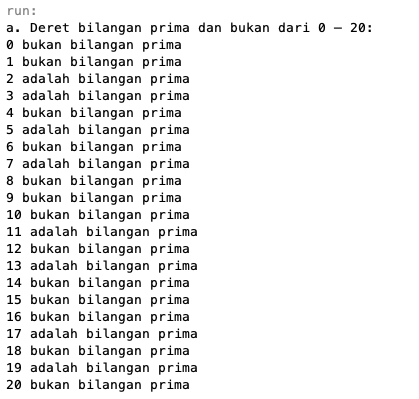 run:
a. Deret bilangan prima dan bukan dari 0 – 20:
0 bukan bilangan prima
1 bukan bilangan prima
2 adalah bilangan prima
3 adalah bilangan prima
4 bukan bilangan prima
5 adalah bilangan prima
6 bukan bilangan prima
7 adalah bilangan prima
8 bukan bilangan prima
9 bukan bilangan prima
10 bukan bilangan prima
11 adalah bilangan prima
12 bukan bilangan prima
13 adalah bilangan prima
14 bukan bilangan prima
15 bukan bilangan prima
16 bukan bilangan prima
17 adalah bilangan prima
18 bukan bilangan prima
19 adalah bilangan prima
20 bukan bilangan prima